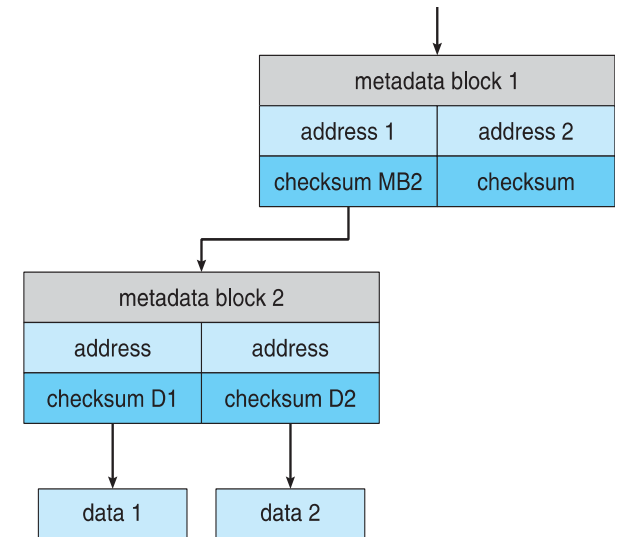 metadata block 1
address 1 address 2
checksum MB2 checksum
metadata block 2
address address
checksum D1 checksum D2
data 1 data 2